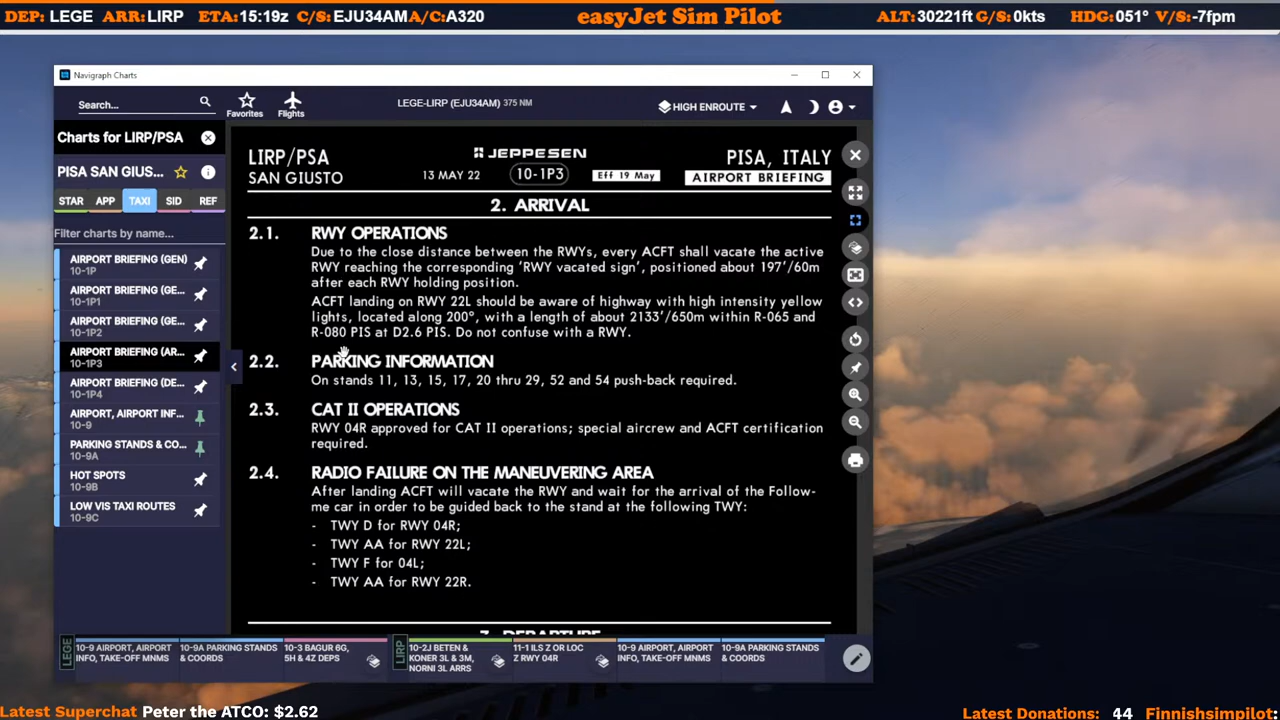 DEP: LEGE ARR: LIRP ETA: 15:19z C/S: EJU34AM A/C: A320
easyJet Sim Pilot
ALT: 30221ft G/S: 0kts HDG: 051° V/S: -7fpm
Navigraph Charts
Search...
Favorites
Flights
LEGE-LIRP (EJU34AM) 375 NM
HIGH ENROUTE
Charts for LIRP/PSA
PISA SAN GIUS...
STAR APP TAXI SID REF
Filter charts by name...
AIRPORT BRIEFING (GEN)
10-1P
AIRPORT BRIEFING (GE...
10-1P1
AIRPORT BRIEFING (GE...
10-1P2
AIRPORT BRIEFING (AR...
10-1P3
AIRPORT BRIEFING (DE...
10-1P4
AIRPORT, AIRPORT INF...
10-9
PARKING STANDS & CO...
10-9A
HOT SPOTS
10-9B
LOW VIS TAXI ROUTES
10-9C
LIRP/PSA
SAN GIUSTO
JEPPESEN
13 MAY 22 10-1P3 Eff 19 May
PISA, ITALY
AIRPORT BRIEFING
2. ARRIVAL
2.1. RWY OPERATIONS
Due to the close distance between the RWYs, every ACFT shall vacate the active
RWY reaching the corresponding 'RWY vacated sign', positioned about 197'/60m
after each RWY holding position.
ACFT landing on RWY 22L should be aware of highway with high intensity yellow
lights, located along 200°, with a length of about 2133'/650m within R-065 and
R-080 PIS at D2.6 PIS. Do not confuse with a RWY.
2.2. PARKING INFORMATION
On stands 11, 13, 15, 17, 20 thru 29, 52 and 54 push-back required.
2.3. CAT II OPERATIONS
RWY 04R approved for CAT II operations; special aircrew and ACFT certification
required.
2.4. RADIO FAILURE ON THE MANEUVERING AREA
After landing ACFT will vacate the RWY and wait for the arrival of the Follow-
me car in order to be guided back to the stand at the following TWY:
- TWY D for RWY 04R;
- TWY AA for RWY 22L;
- TWY F for 04L;
- TWY AA for RWY 22R.
3. DEPARTURE
LEGE
10-9 AIRPORT, AIRPORT
INFO, TAKE-OFF MNMS
10-9A PARKING STANDS
& COORDS
10-3 BAGUR 6G,
5H & 4Z DEPS
LIRP
10-2J BETEN &
KONER 3L & 3M,
NORNI 3L ARRS
11-1 ILS Z OR LOC
Z RWY 04R
10-9 AIRPORT, AIRPORT
INFO, TAKE-OFF MNMS
10-9A PARKING STANDS
& COORDS
Latest Superchat Peter the ATCO: $2.62
Latest Donations: 44 Finnishsimpilot: